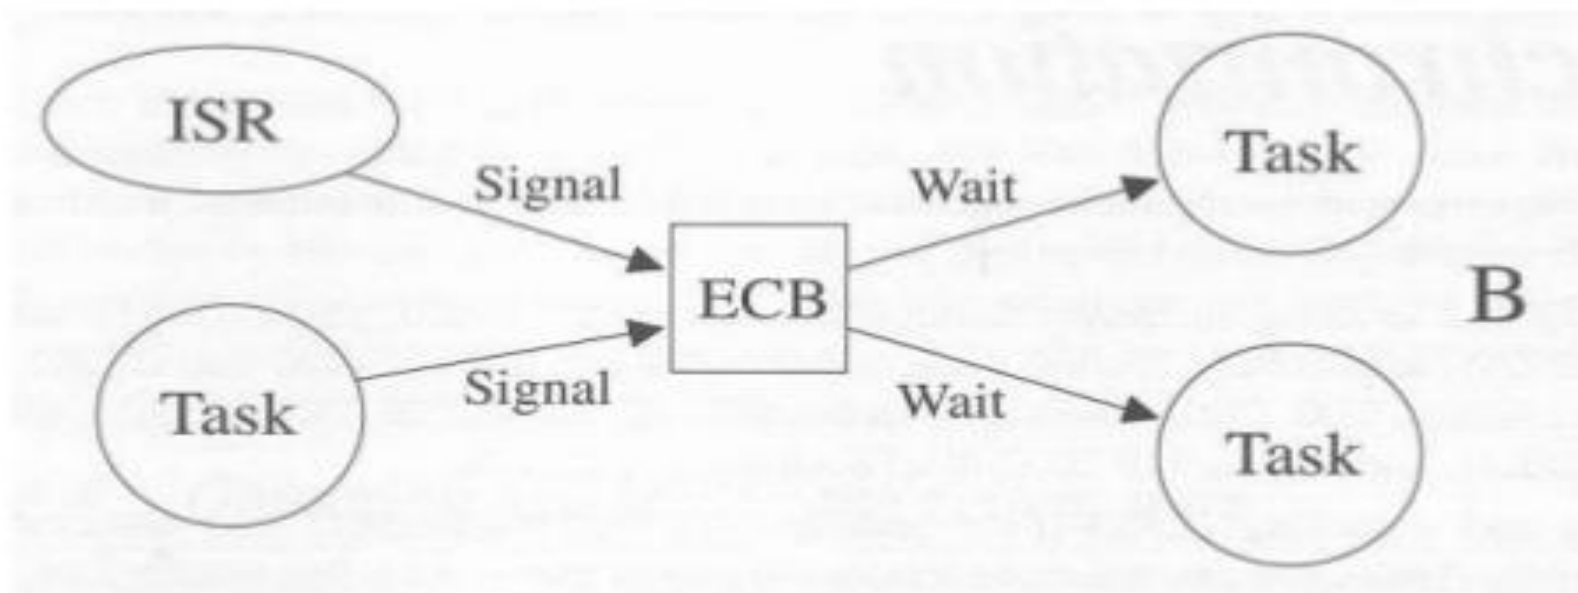 ISR
Signal
Wait
Task
ECB
B
Task
Signal
Wait
Task